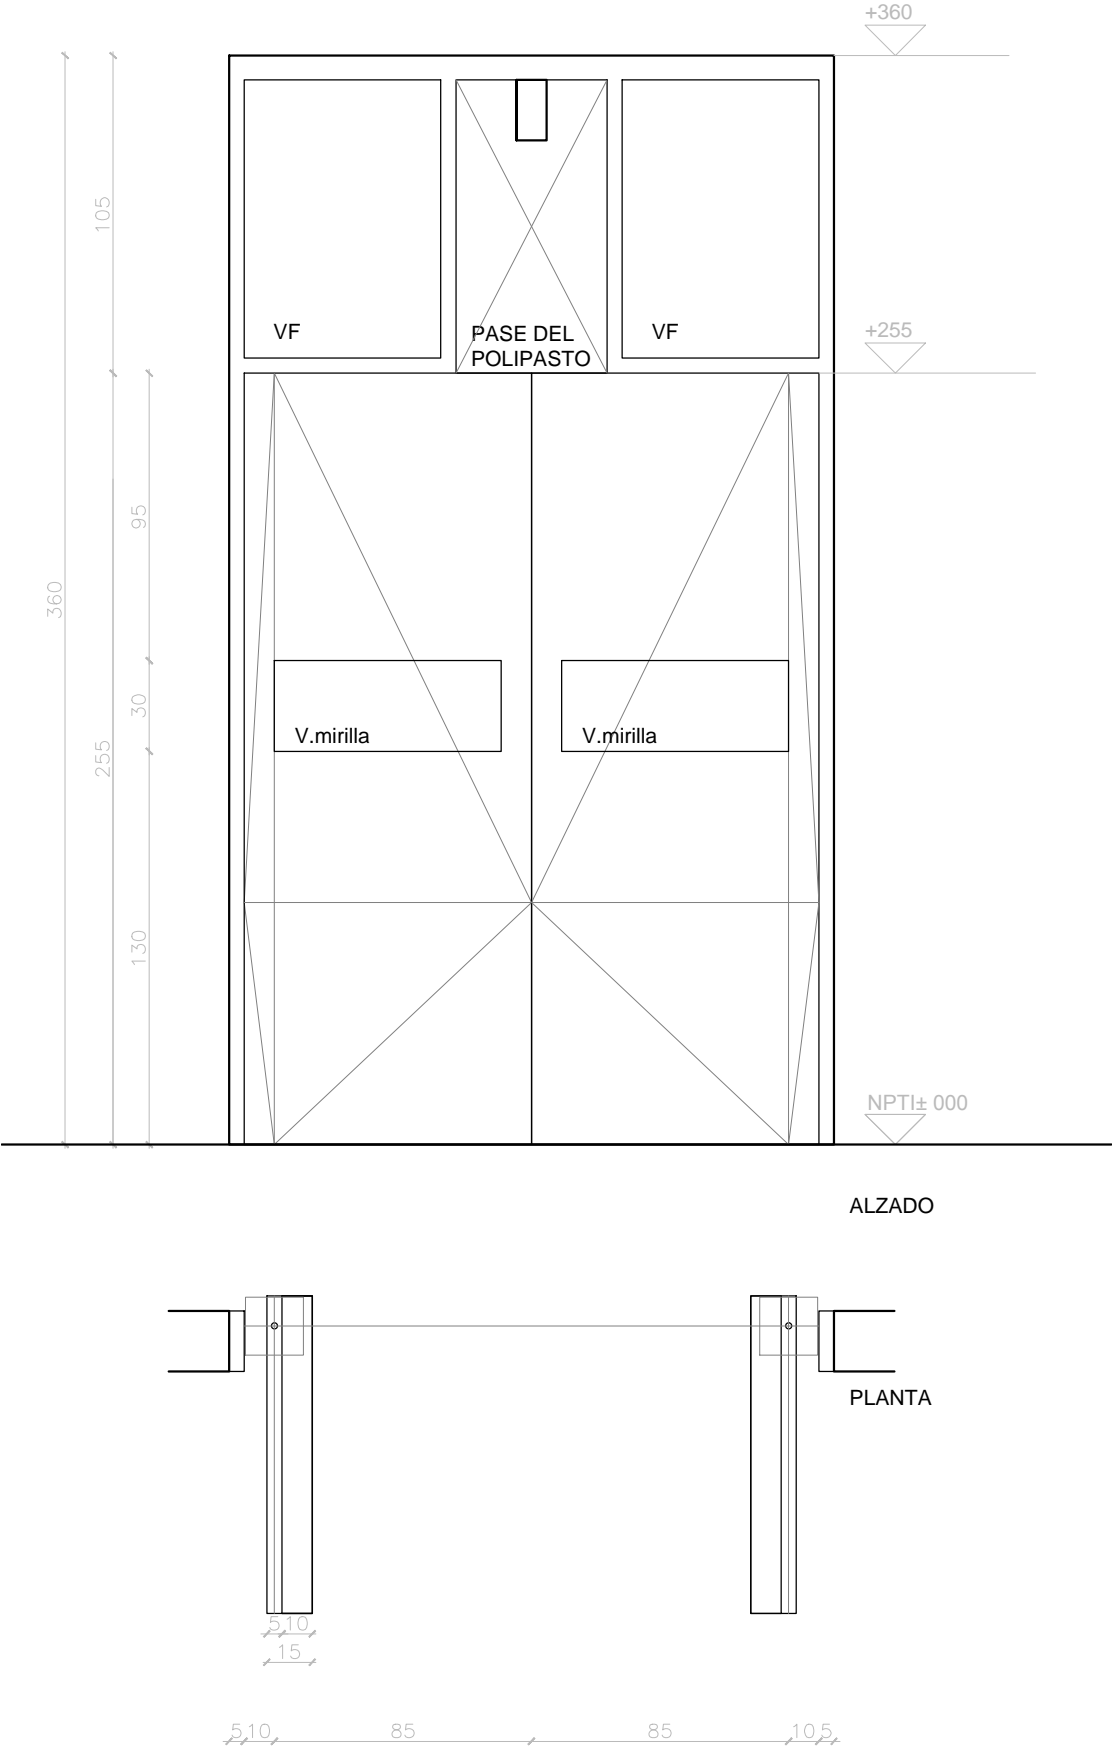 +360
105
VF
PASE DEL
POLIPASTO
VF
+255
95
360
30
V.mirilla
V.mirilla
255
130
NPTI± 000
ALZADO
PLANTA
5 10
15
5 10 85 85 10 5